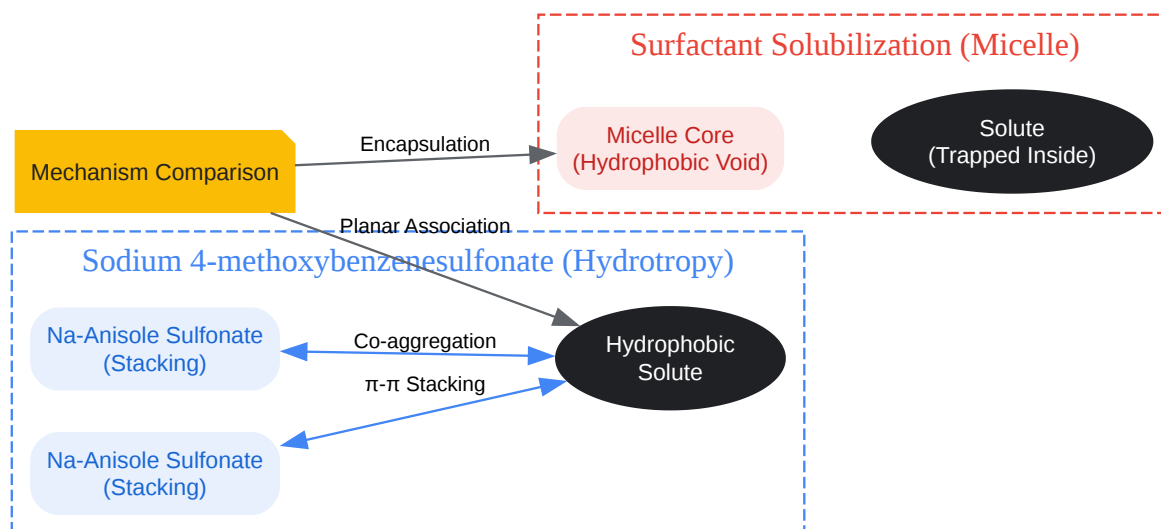 Surfactant Solubilization (Micelle)
Encapsulation
Micelle Core
(Hydrophobic Void)
Solute
(Trapped Inside)
Mechanism Comparison
Planar Association
Sodium 4-methoxybenzenesulfonate (Hydrotropy)
Na-Anisole Sulfonate
(Stacking)
Co-aggregation
Hydrophobic
Solute
π-π Stacking
Na-Anisole Sulfonate
(Stacking)